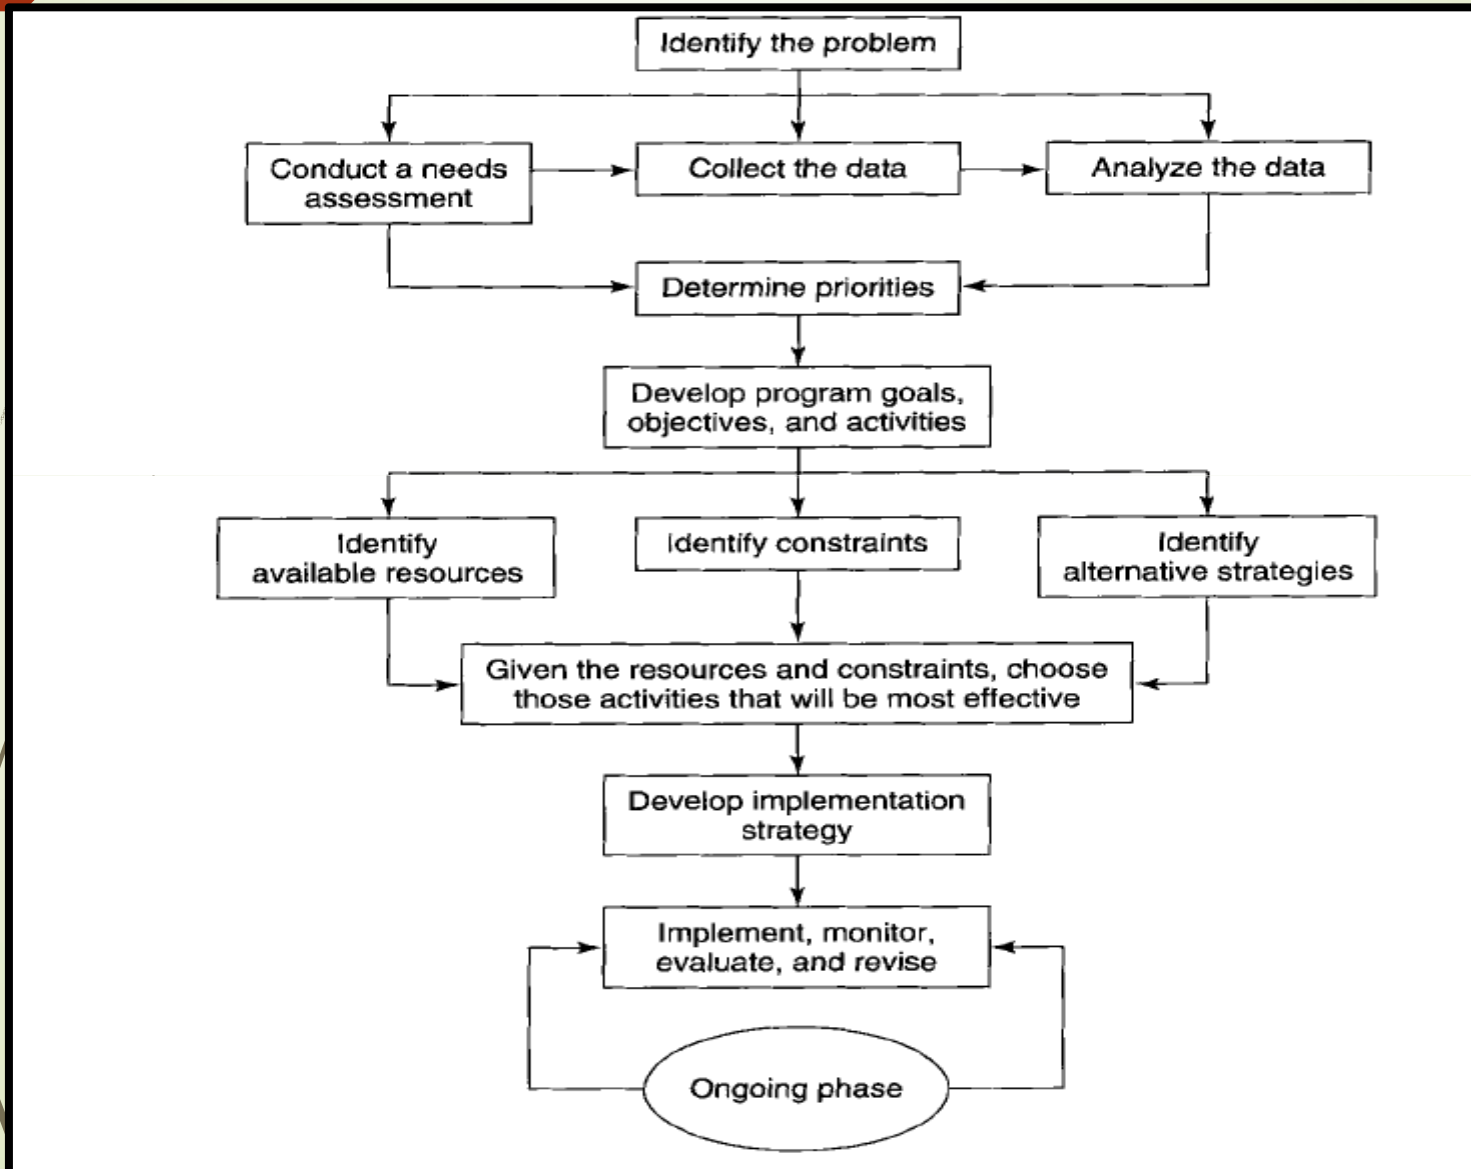 Identify the problem
Conduct a needs
assessment
Collect the data
Analyze the data
Determine priorities
Develop program goals,
objectives, and activities
Identify
available resources
Identify constraints
Identify
alternative strategies
Given the resources and constraints, choose
those activities that will be most effective
Develop implementation
strategy
Implement, monitor,
evaluate, and revise
Ongoing phase